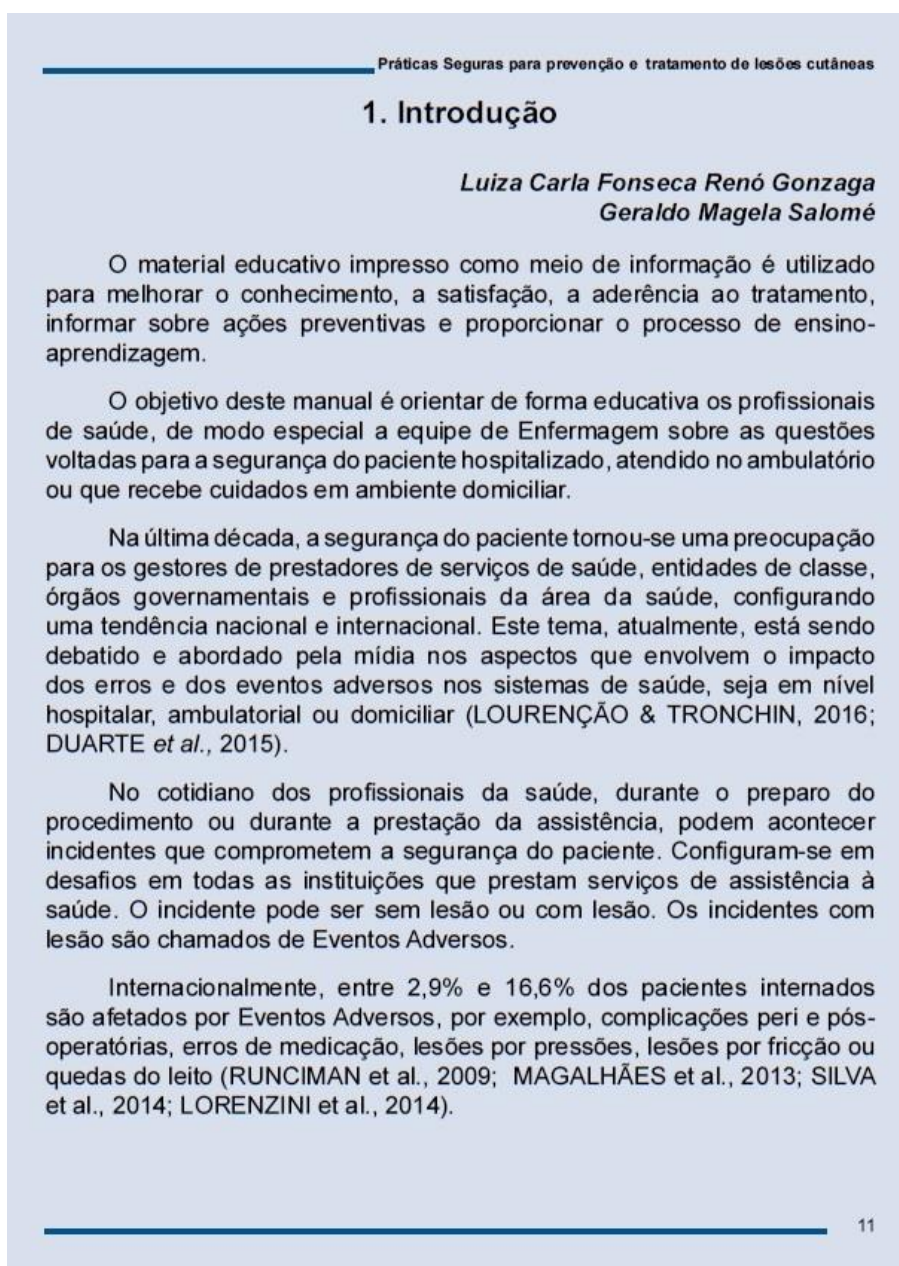 Práticas Seguras para prevenção e tratamento de lesões cutâneas
1. Introdução
Luiza Carla Fonseca Renó Gonzaga
Geraldo Magela Salomé
O material educativo impresso como meio de informação é utilizado
para melhorar o conhecimento, a satisfação, a aderência ao tratamento,
informar sobre ações preventivas e proporcionar o processo de ensino-
aprendizagem.
O objetivo deste manual é orientar de forma educativa os profissionais
de saúde, de modo especial a equipe de Enfermagem sobre as questões
voltadas para a segurança do paciente hospitalizado, atendido no ambulatório
ou que recebe cuidados em ambiente domiciliar.
Na última década, a segurança do paciente tornou-se uma preocupação
para os gestores de prestadores de serviços de saúde, entidades de classe,
órgãos governamentais e profissionais da área da saúde, configurando
uma tendência nacional e internacional. Este tema, atualmente, está sendo
debatido e abordado pela mídia nos aspectos que envolvem o impacto
dos erros e dos eventos adversos nos sistemas de saúde, seja em nível
hospitalar, ambulatorial ou domiciliar (LOURENÇÃO & TRONCHIN, 2016;
DUARTE et al., 2015).
No cotidiano dos profissionais da saúde, durante o preparo do
procedimento ou durante a prestação da assistência, podem acontecer
incidentes que comprometem a segurança do paciente. Configuram-se em
desafios em todas as instituições que prestam serviços de assistência à
saúde. O incidente pode ser sem lesão ou com lesão. Os incidentes com
lesão são chamados de Eventos Adversos.
Internacionalmente, entre 2,9% e 16,6% dos pacientes internados
são afetados por Eventos Adversos, por exemplo, complicações peri e pós-
operatórias, erros de medicação, lesões por pressões, lesões por fricção ou
quedas do leito (RUNCIMAN et al., 2009; MAGALHÃES et al., 2013; SILVA
et al., 2014; LORENZINI et al., 2014).
11